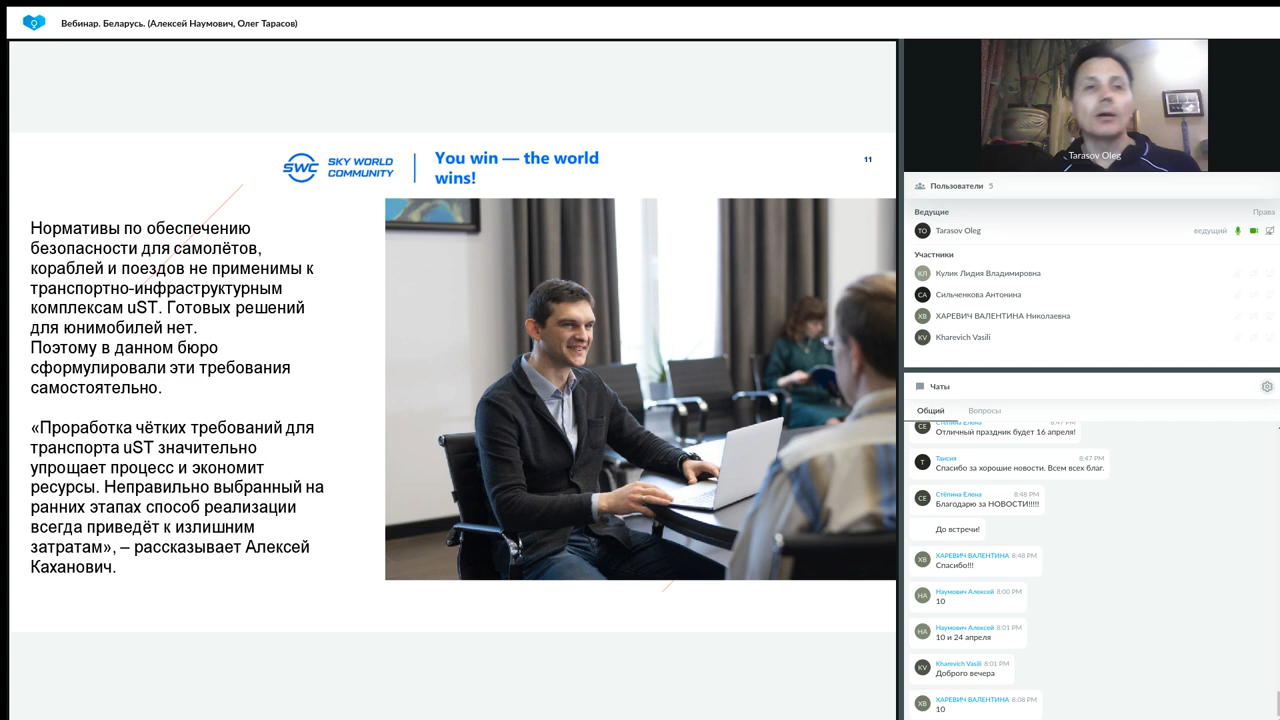 Вебинар. Беларусь. (Алексей Наумович, Олег Тарасов)
SWC
SKY WORLD
COMMUNITY
You win — the world
wins!
11
Нормативы по обеспечению
безопасности для самолётов,
кораблей и поездов не применимы к
транспортно-инфраструктурным
комплексам uST. Готовых решений
для юнимобилей нет.
Поэтому в данном бюро
сформулировали эти требования
самостоятельно.
«Проработка чётких требований для
транспорта uST значительно
упрощает процесс и экономит
ресурсы. Неправильно выбранный на
ранних этапах способ реализации
всегда приведёт к излишним
затратам», – рассказывает Алексей
Каханович.
Tarasov Oleg
Пользователи 5
Ведущие Права
TO Tarasov Oleg ведущий
Участники
КЛ Кулик Лидия Владимировна
СА Сильченкова Антонина
ХВ ХАРЕВИЧ ВАЛЕНТИНА Николаевна
KV Kharevich Vasili
Чаты
Общий Вопросы
СЕ Стёпина Елена 8:47 PM
Отличный праздник будет 16 апреля!
Т Таисия 8:47 PM
Спасибо за хорошие новости. Всем всех благ.
СЕ Стёпина Елена 8:48 PM
Благодарю за НОВОСТИ!!!!!
До встречи!
ХВ ХАРЕВИЧ ВАЛЕНТИНА 8:48 PM
Спасибо!!!
НА Наумович Алексей 8:00 PM
10
НА Наумович Алексей 8:01 PM
10 и 24 апреля
KV Kharevich Vasili 8:01 PM
Доброго вечера
ХВ ХАРЕВИЧ ВАЛЕНТИНА 8:08 PM
10